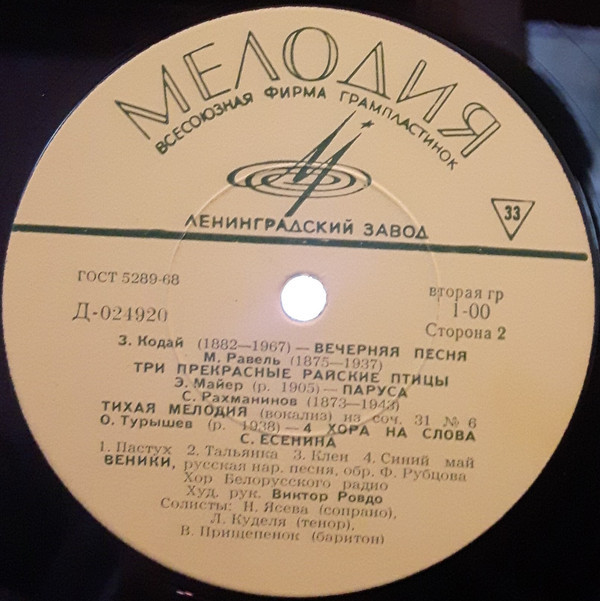 МЕЛОДИЯ
ВСЕСОЮЗНАЯ ФИРМА ГРАМПЛАСТИНОК
ЛЕНИНГРАДСКИЙ ЗАВОД
33
ГОСТ 5289-68
вторая гр
Д-024920
1-00
Сторона 2
З. Кодай (1882—1967) — ВЕЧЕРНЯЯ ПЕСНЯ
М. Равель (1875—1937)
ТРИ ПРЕКРАСНЫЕ РАЙСКИЕ ПТИЦЫ
Э. Майер (р. 1905) — ПАРУСА
С. Рахманинов (1873—1943)
ТИХАЯ МЕЛОДИЯ (вокализ) из соч. 31 № 6
О. Турышев (р. 1938) — 4 ХОРА НА СЛОВА
С. ЕСЕНИНА
1. Пастух 2. Тальянка 3. Клен 4. Синий май
ВЕНИКИ, русская нар. песня, обр. Ф. Рубцова
Хор Белорусского радио
Худ. рук. Виктор Ровдо
Солисты: Н. Ясева (сопрано),
Л. Куделя (тенор),
В. Прищепенок (баритон)